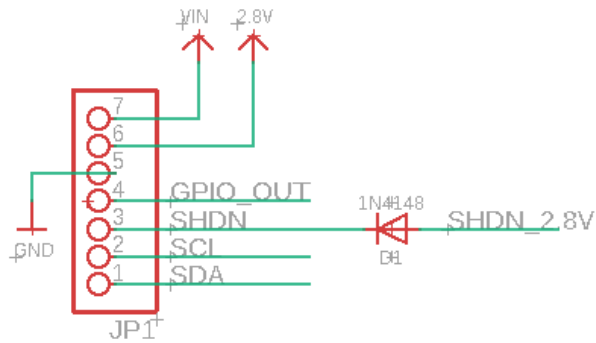 VIN 2.8V
7
6
5
4 GPIO_OUT
1N4148
3 SHDN SHDN_2.8V
GND
2 SCL
D1
1 SDA
JP1